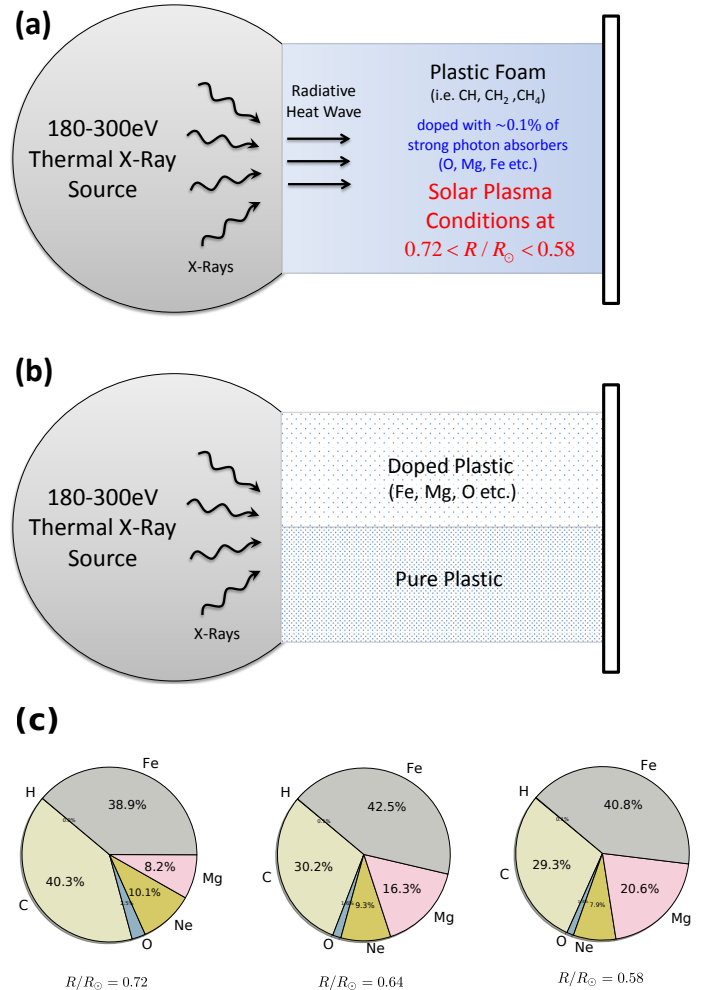 (a)
180-300eV
Thermal X-Ray
Source
X-Rays
Radiative
Heat Wave
Plastic Foam
(i.e. CH, CH₂ ,CH₄)
doped with ~0.1% of
strong photon absorbers
(O, Mg, Fe etc.)
Solar Plasma
Conditions at
0.72 < R / R☉ < 0.58
(b)
180-300eV
Thermal X-Ray
Source
X-Rays
Doped Plastic
(Fe, Mg, O etc.)
Pure Plastic
(c)
Fe
38.9%
H
C
40.3%
O
Ne
10.1%
Mg
8.2%
R/R☉ = 0.72
Fe
42.5%
H
0.1%
C
30.2%
O
Ne
9.3%
Mg
16.3%
R/R☉ = 0.64
Fe
40.8%
H
C
29.3%
O
Ne
7.9%
Mg
20.6%
R/R☉ = 0.58